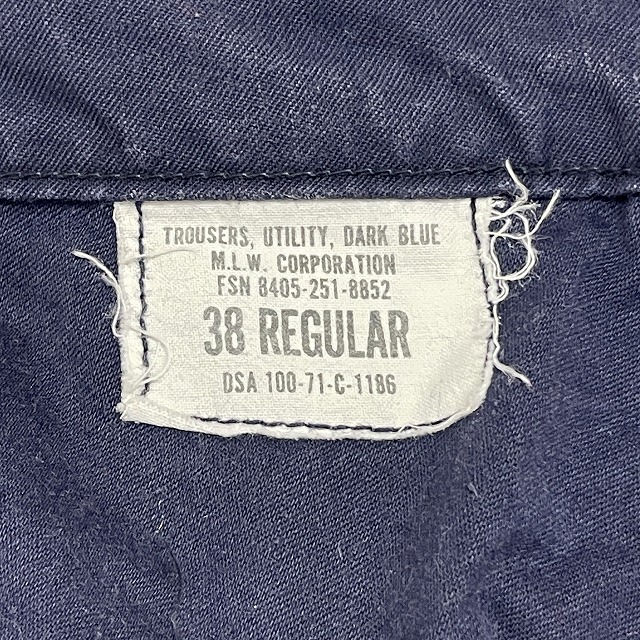 TROUSERS, UTILITY, DARK BLUE
M.L.W. CORPORATION
FSN 8405-251-8852
38 REGULAR
DSA 100-71-C-1186